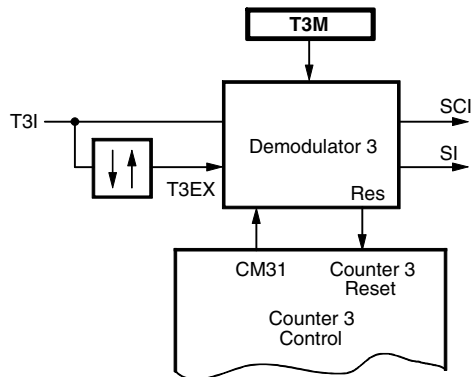 T3M
T3I
SCI
Demodulator 3
SI
T3EX
Res
CM31
Counter 3
Reset
Counter 3
Control